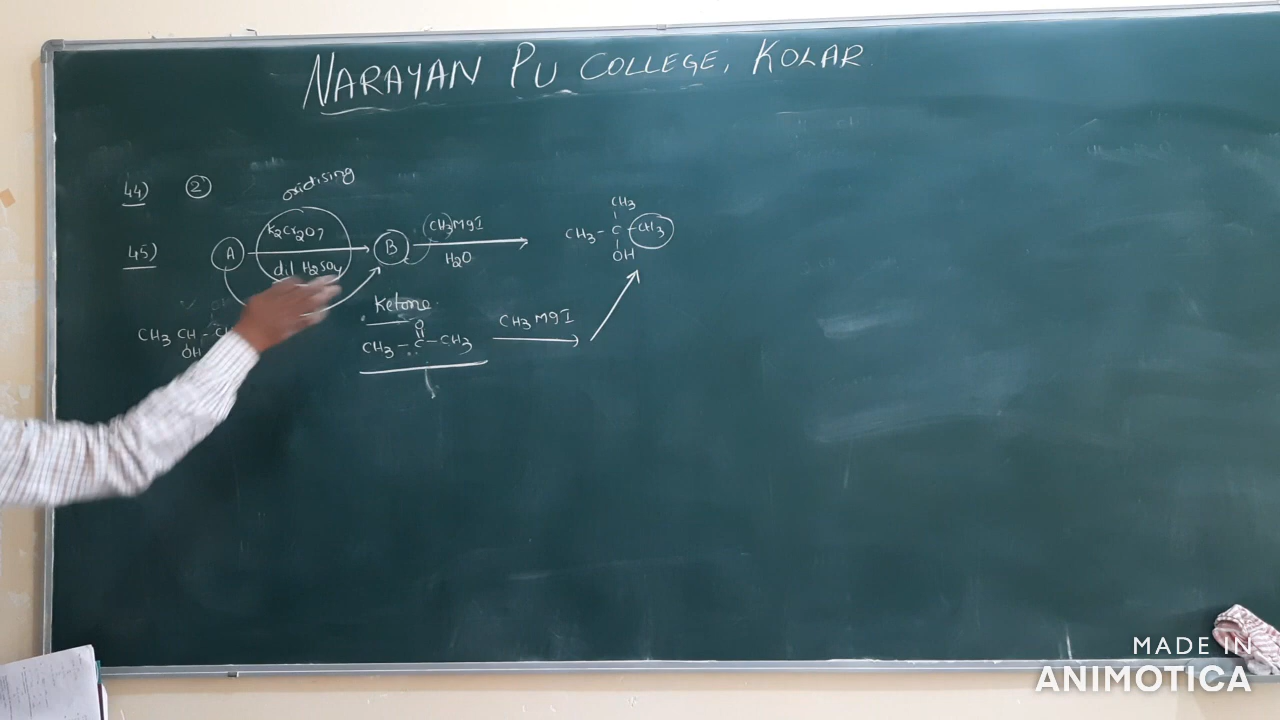 NARAYAN PU COLLEGE, KOLAR
44) 2
oxidising
45) A K2Cr2O7 B CH3MgI
dil H2SO4 H2O
CH3
CH3 - C - CH3
OH
Ketone
O
CH3 - C - CH3 CH3MgI
CH3 CH -
OH
MADE IN
ANIMOTICA